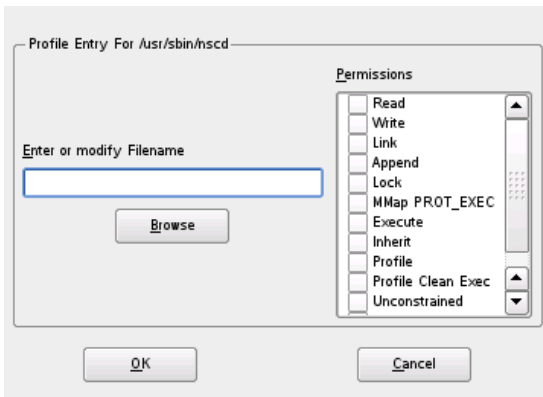 Profile Entry For /usr/sbin/nscd
Permissions
Read
Write
Link
Append
Lock
MMap PROT_EXEC
Execute
Inherit
Profile
Profile Clean Exec
Unconstrained
Enter or modify Filename
Browse
OK
Cancel